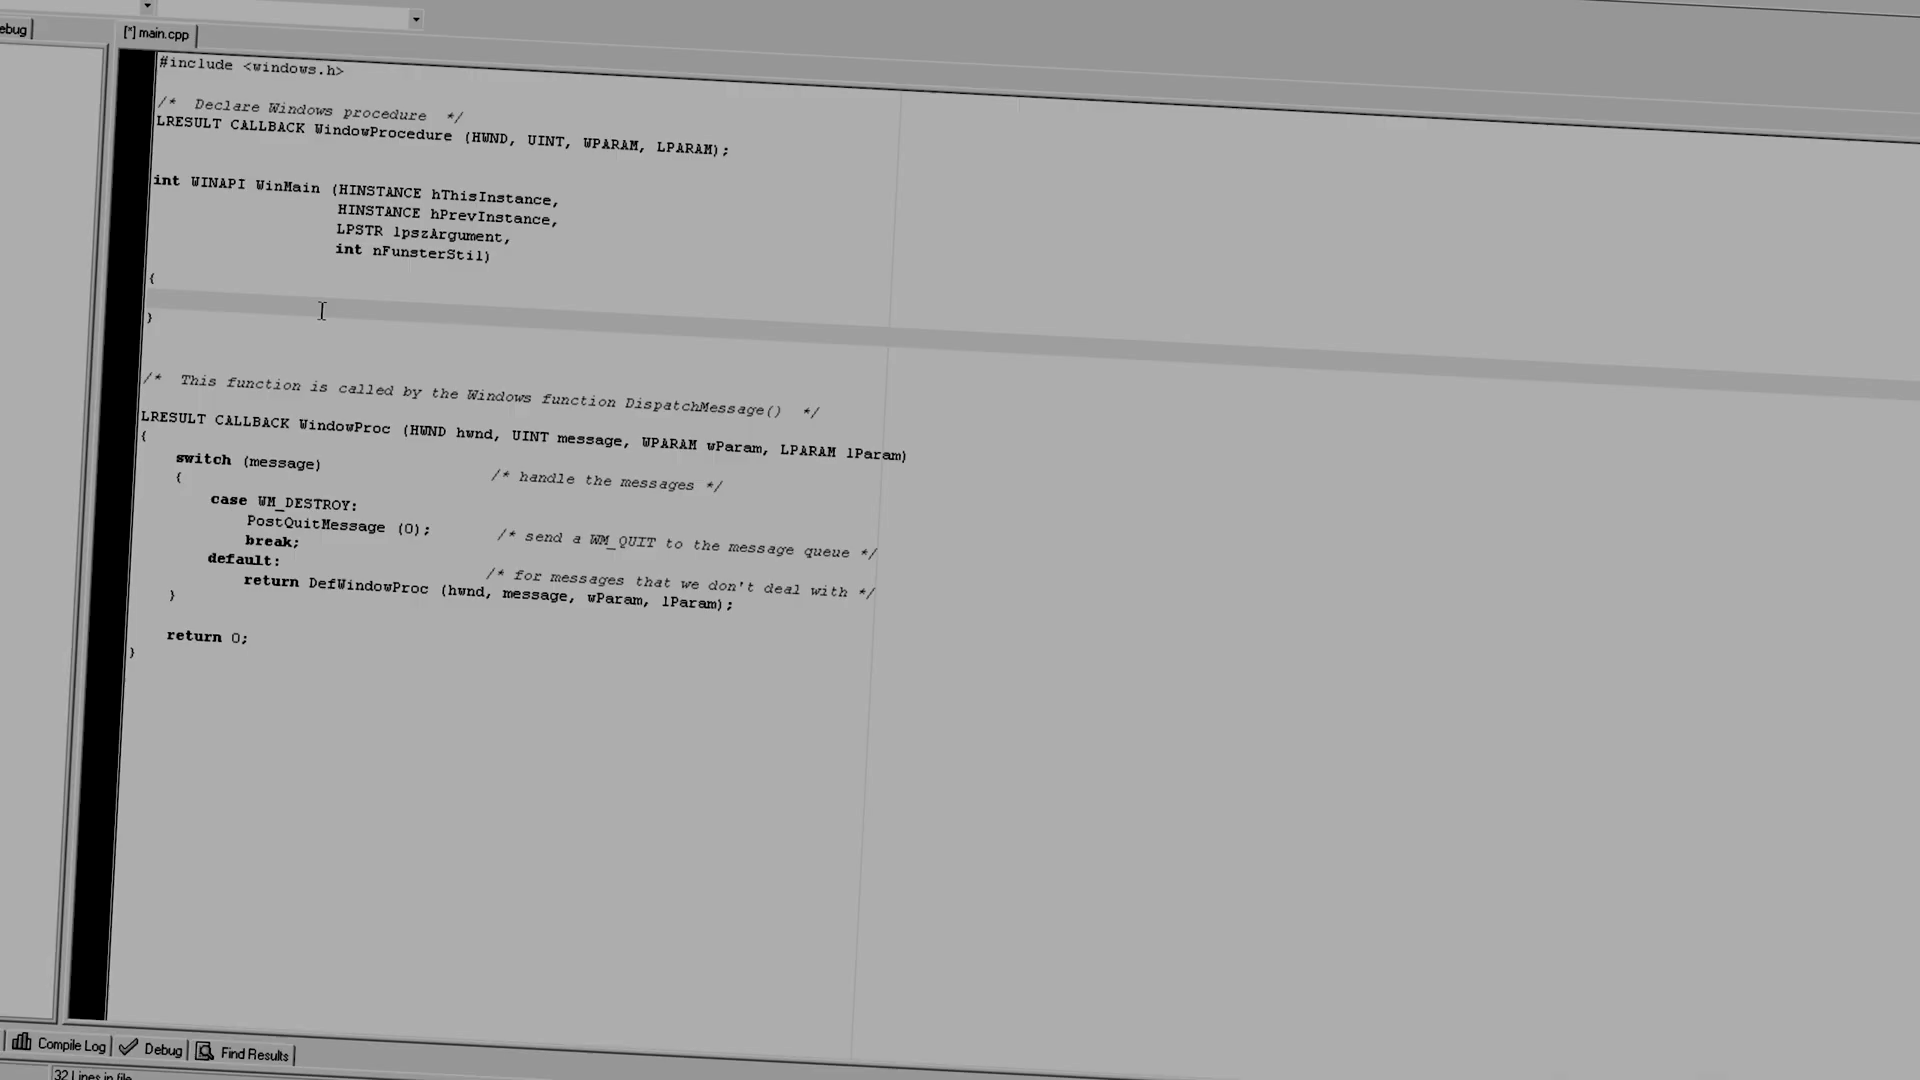 ebug
[*] main.cpp
#include <windows.h>
/*  Declare Windows procedure  */
LRESULT CALLBACK WindowProcedure (HWND, UINT, WPARAM, LPARAM);
int WINAPI WinMain (HINSTANCE hThisInstance,
HINSTANCE hPrevInstance,
LPSTR lpszArgument,
int nFunsterStil)
{
}
/*  This function is called by the Windows function DispatchMessage()  */
LRESULT CALLBACK WindowProc (HWND hwnd, UINT message, WPARAM wParam, LPARAM lParam)
{
switch (message)                  /* handle the messages */
{
case WM_DESTROY:
PostQuitMessage (0);       /* send a WM_QUIT to the message queue */
break;
default:                      /* for messages that we don't deal with */
return DefWindowProc (hwnd, message, wParam, lParam);
}
return 0;
}
Compile Log  Debug  Find Results
32 Lines in file